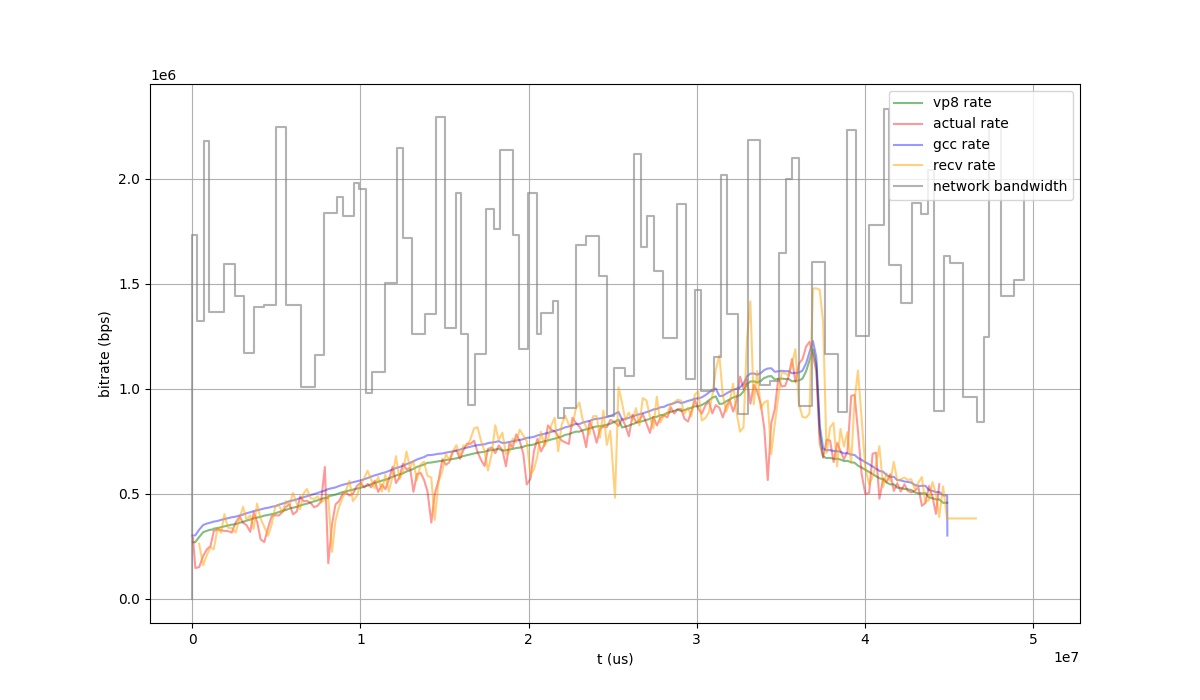 1e6
vp8 rate
actual rate
gcc rate
recv rate
network bandwidth
2.0
1.5
1.0
0.5
0.0
bitrate (bps)
0 1 2 3 4 5
t (us)
1e7